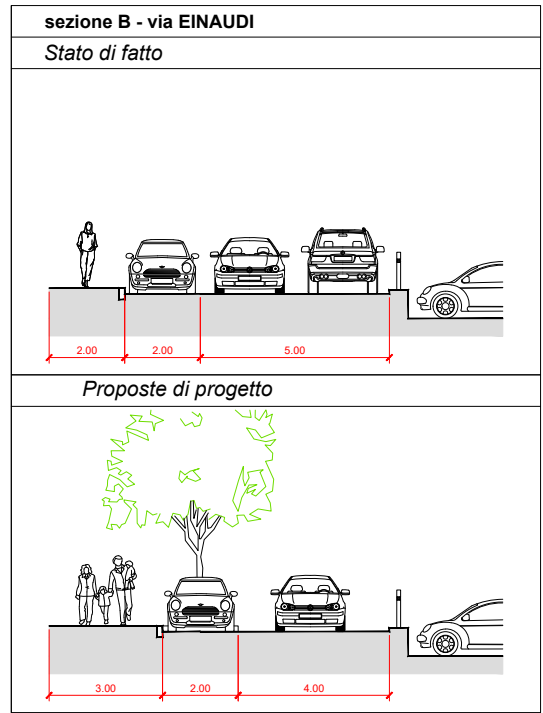 sezione B - via EINAUDI
Stato di fatto
2.00 2.00 5.00
Proposte di progetto
3.00 2.00 4.00